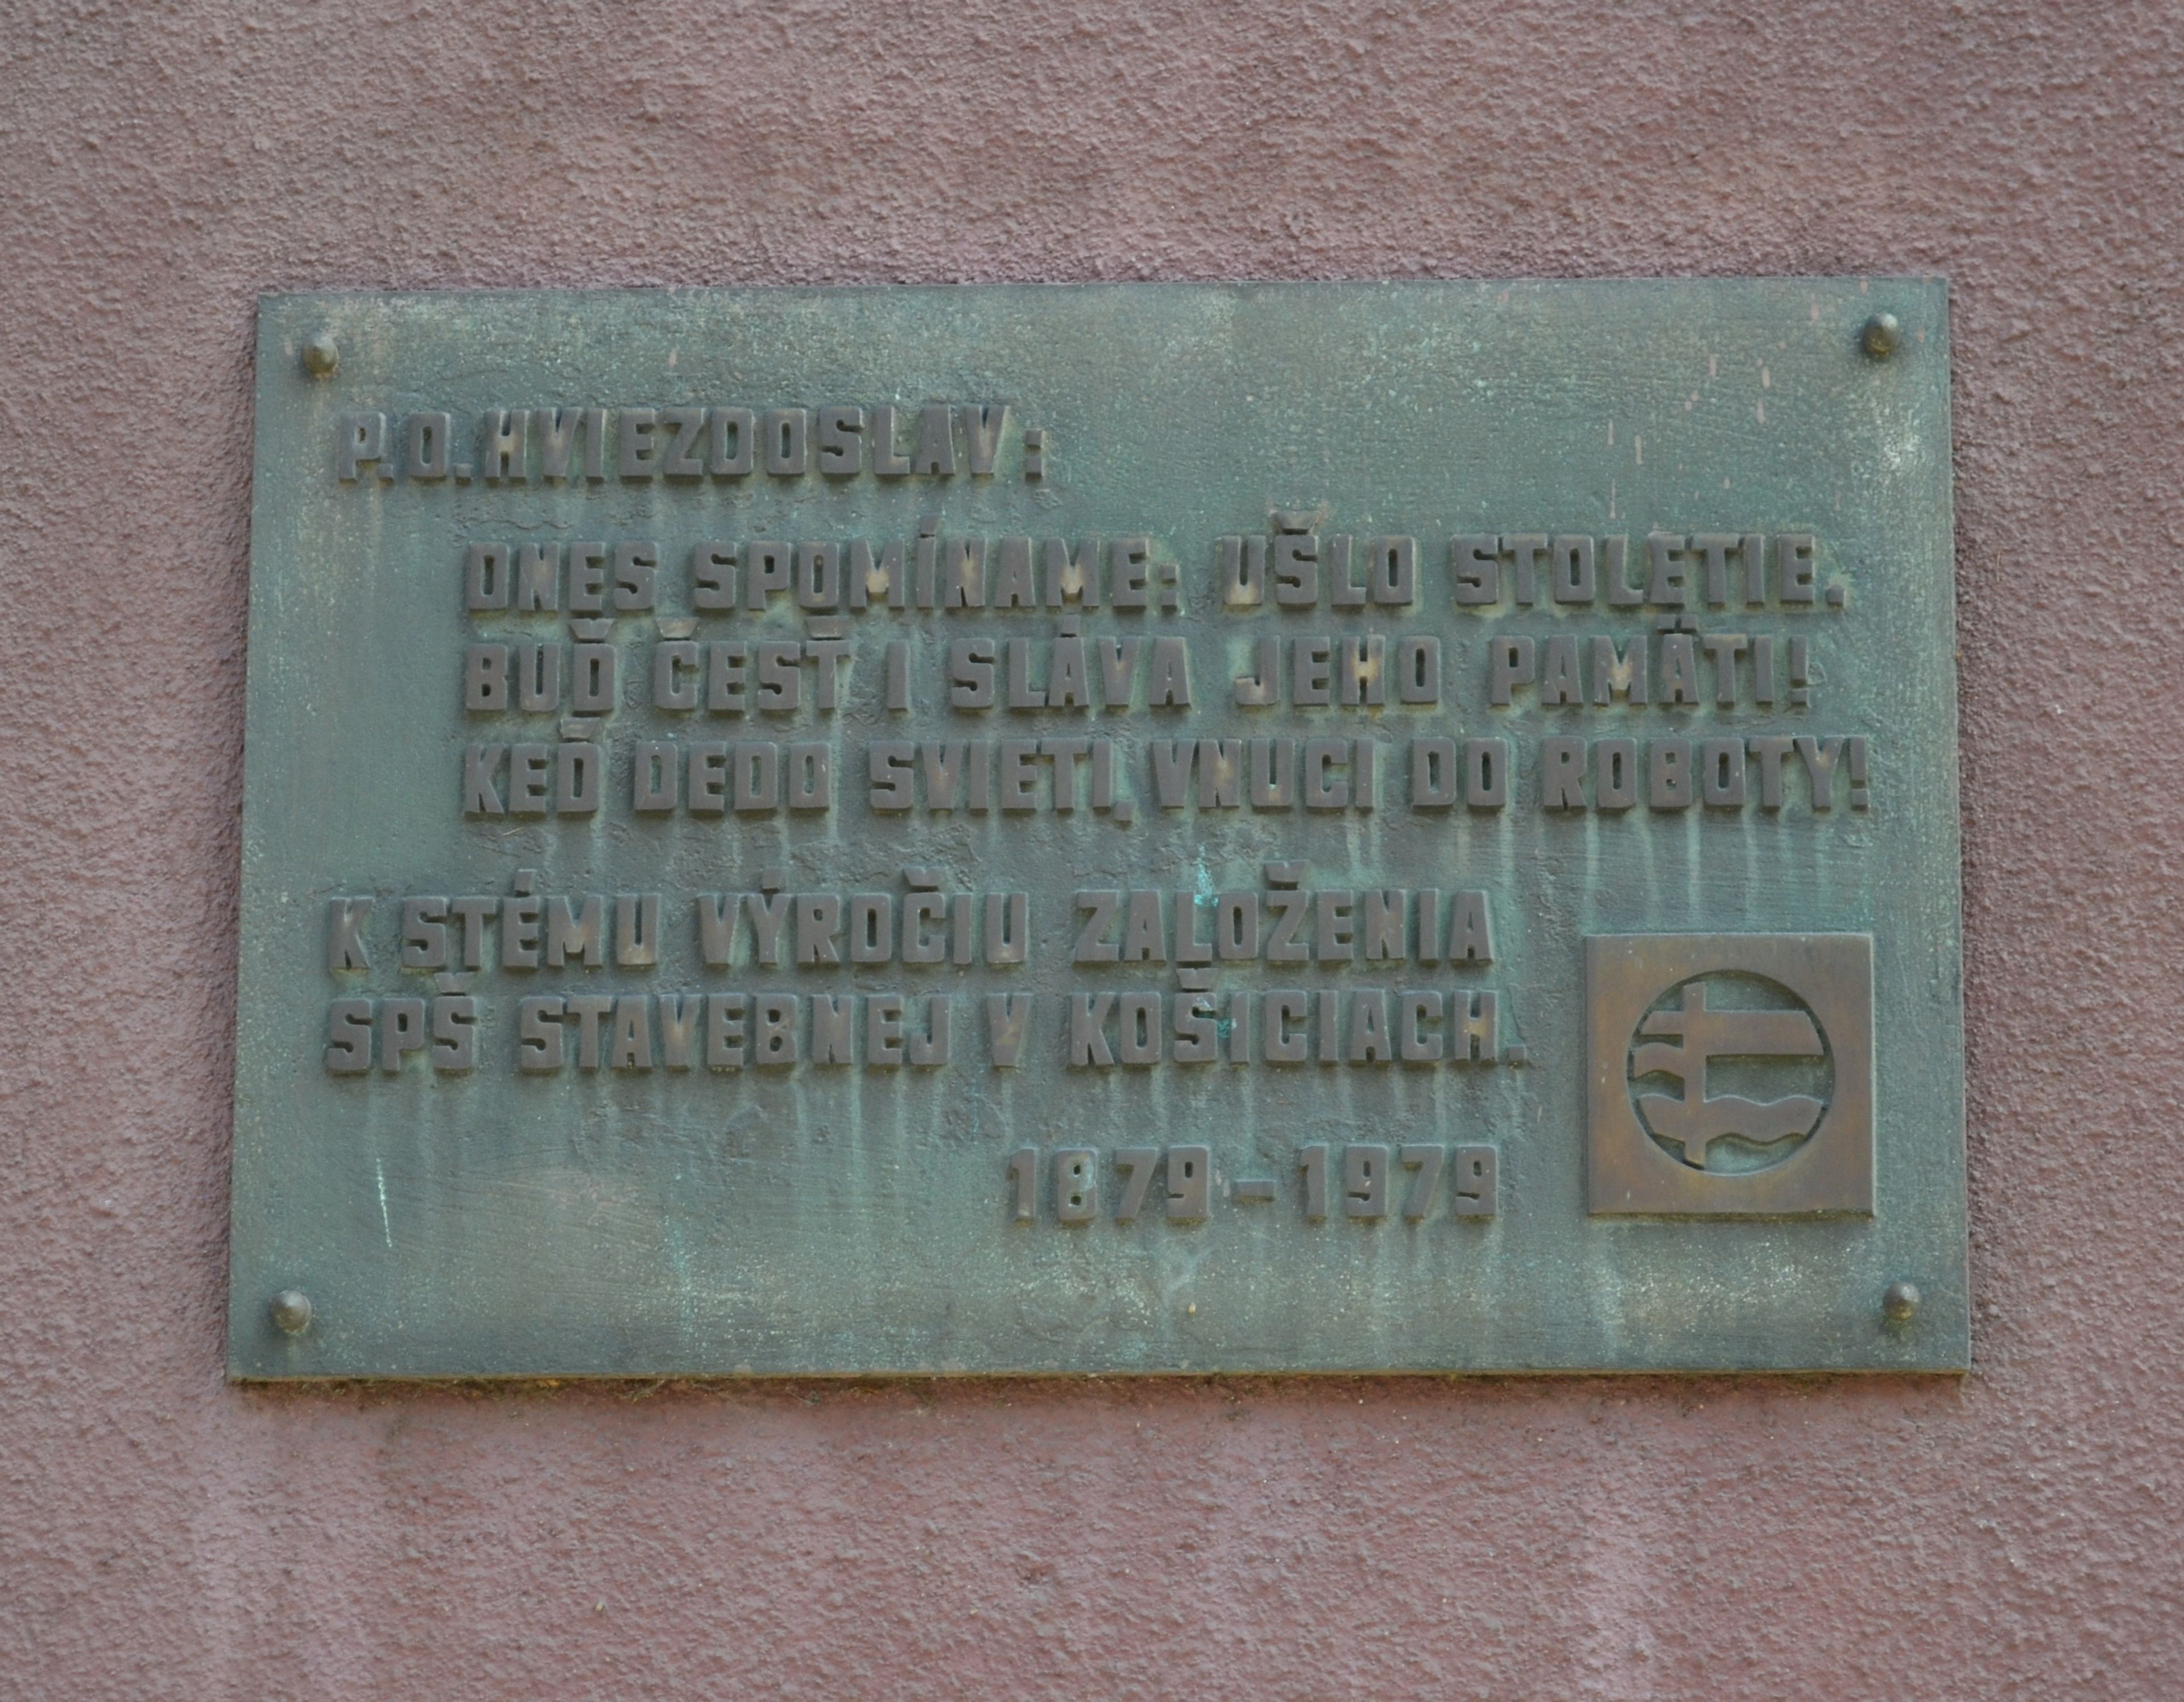 P.O. HVIEZDOSLAV:
DNES SPOMÍNAME: UŠLO STOLETIE.
BUĎ ČESŤ I SLÁVA JEHO PAMÄTI!
KEĎ DEDO SVIETI, VNUCI DO ROBOTY!
K STÉMU VÝROČIU ZALOŽENIA
SPŠ STAVEBNEJ V KOŠICIACH.
1879 - 1979